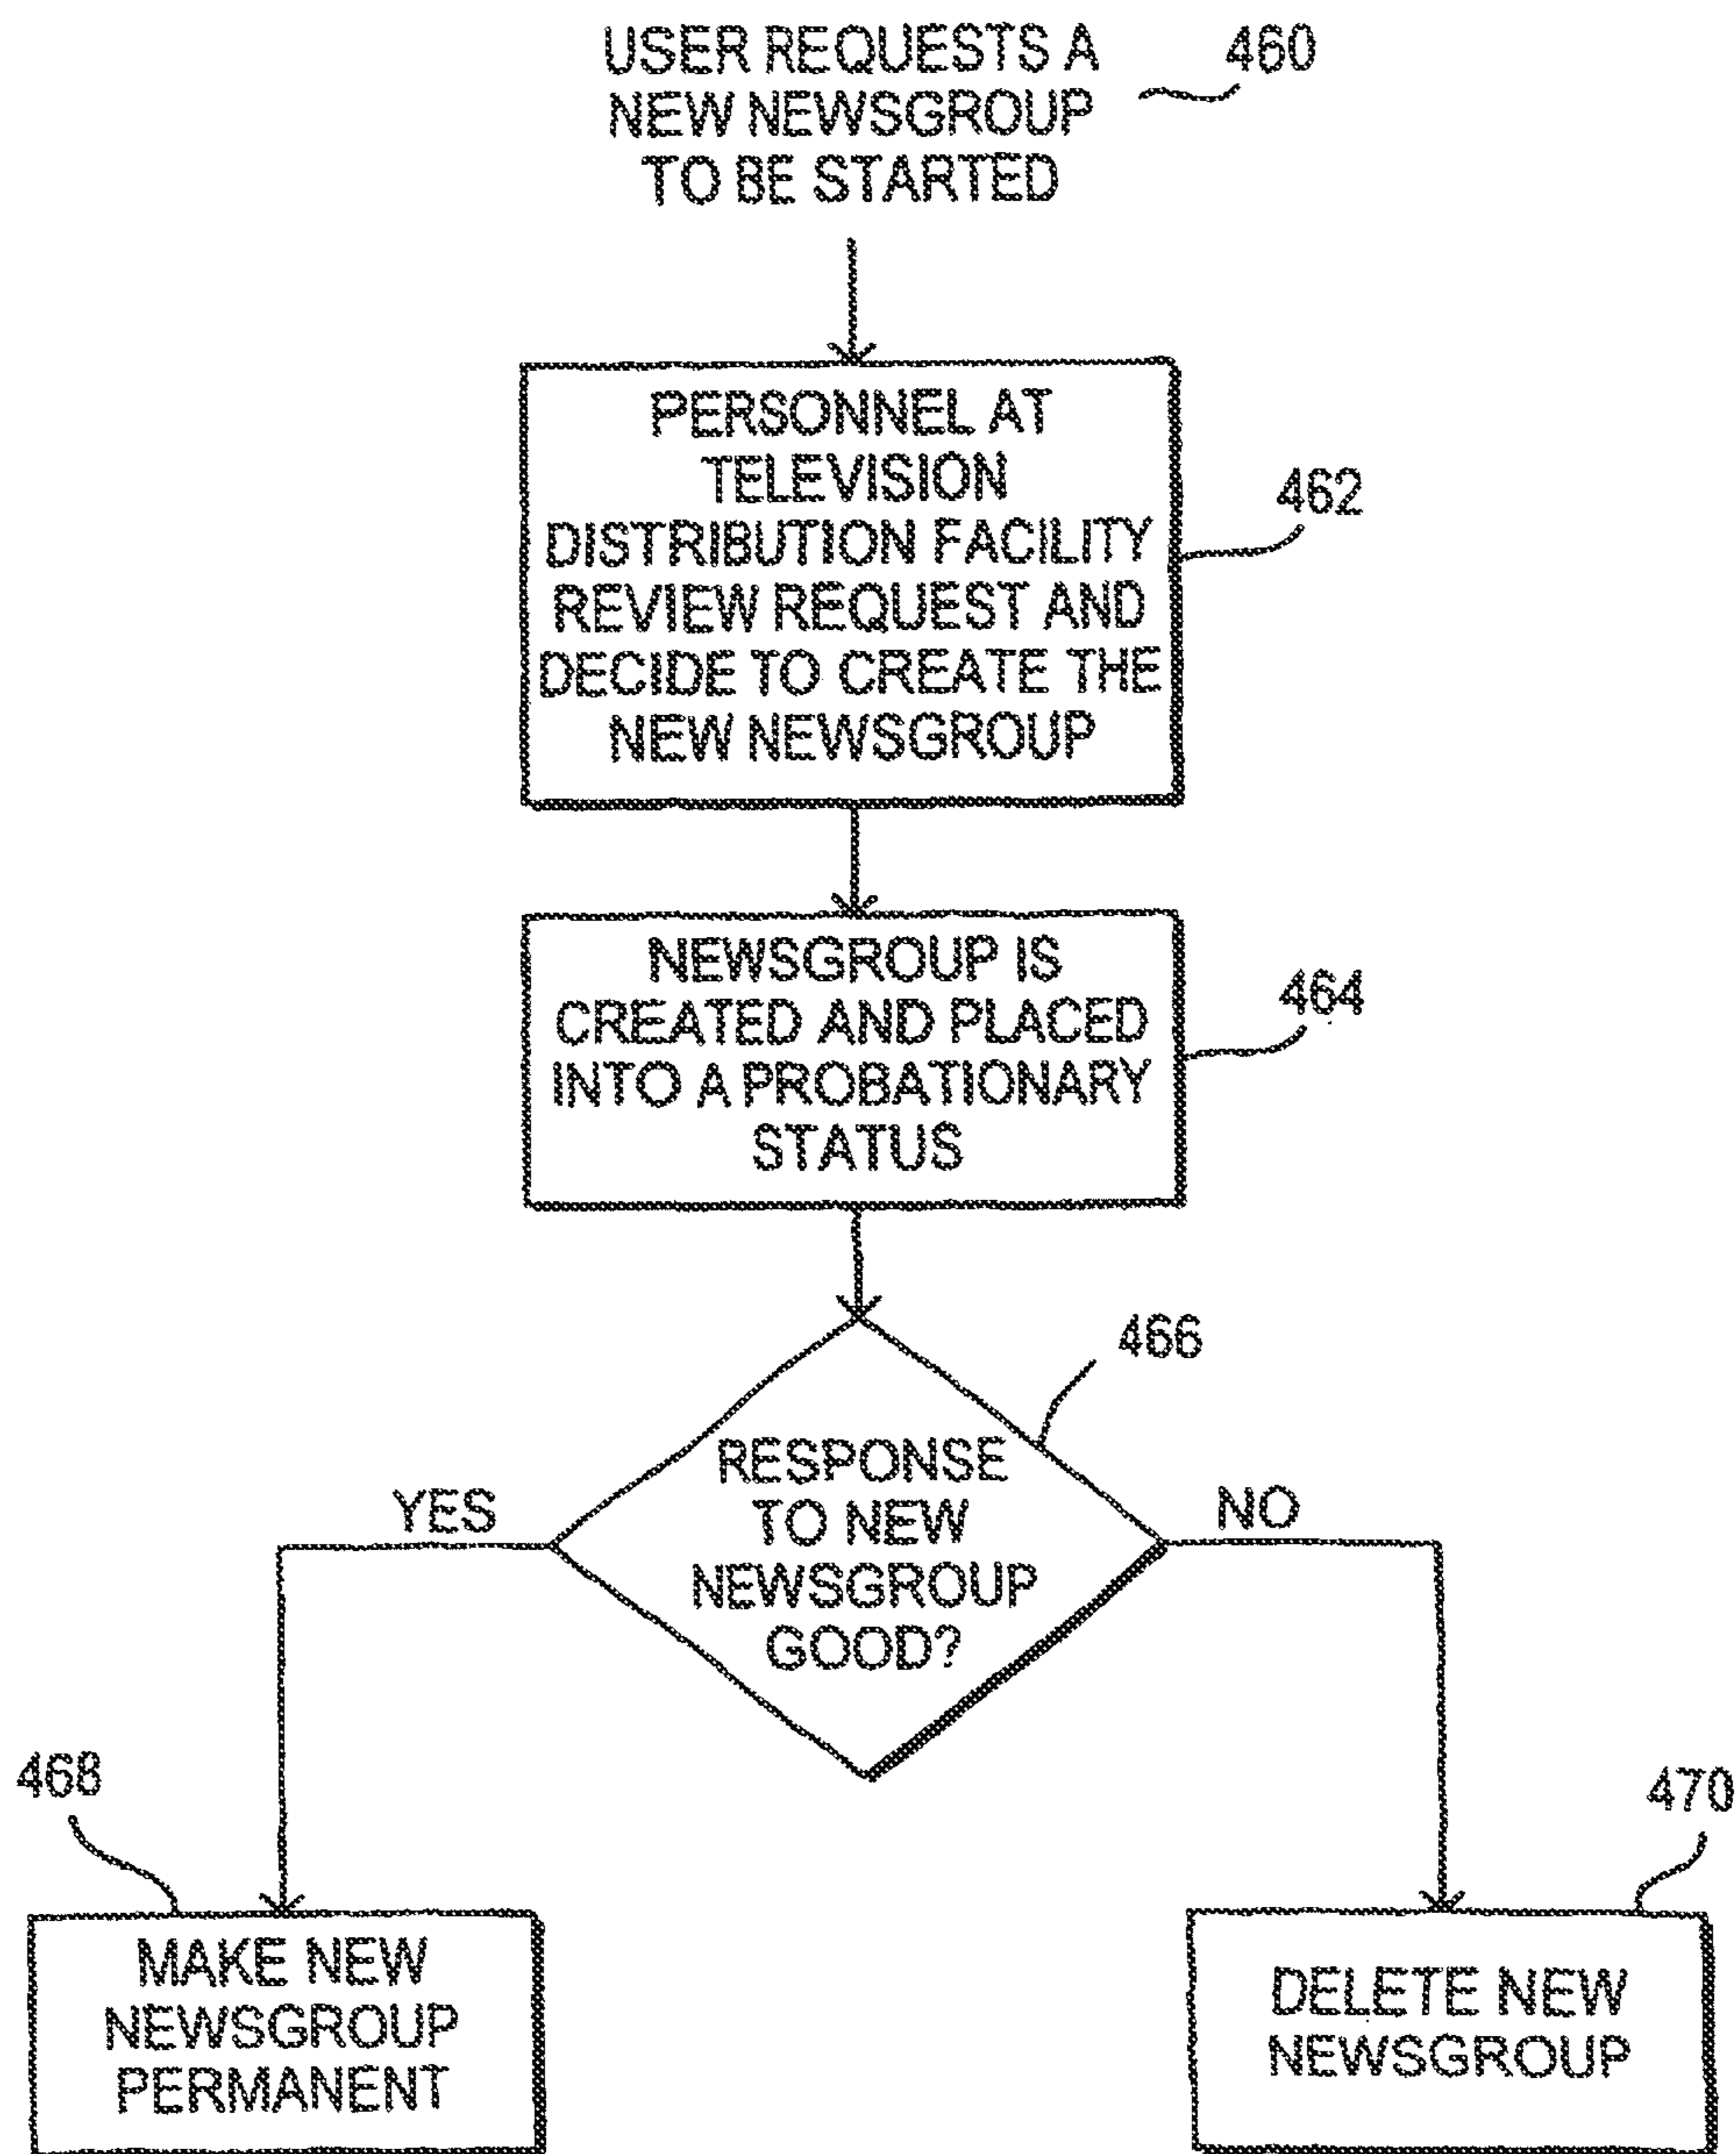 USER REQUESTS A
NEW NEWSGROUP
TO BE STARTED
460
PERSONNEL AT
TELEVISION
DISTRIBUTION FACILITY
REVIEW REQUEST AND
DECIDE TO CREATE THE
NEW NEWSGROUP
462
NEWSGROUP IS
CREATED AND PLACED
INTO A PROBATIONARY
STATUS
464
466
RESPONSE
TO NEW
NEWSGROUP
GOOD?
YES
NO
468
MAKE NEW
NEWSGROUP
PERMANENT
470
DELETE NEW
NEWSGROUP